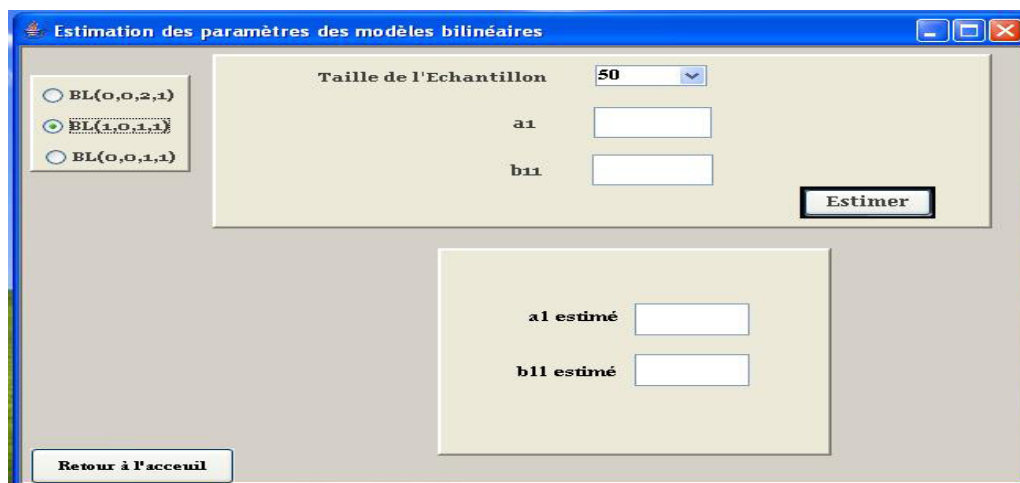 Estimation des paramètres des modèles bilinéaires
BL(0,0,2,1)
BL(1,0,1,1)
BL(0,0,1,1)
Taille de l'Echantillon 50
a1
b11
Estimer
a1 estimé
b11 estimé
Retour à l'acceuil